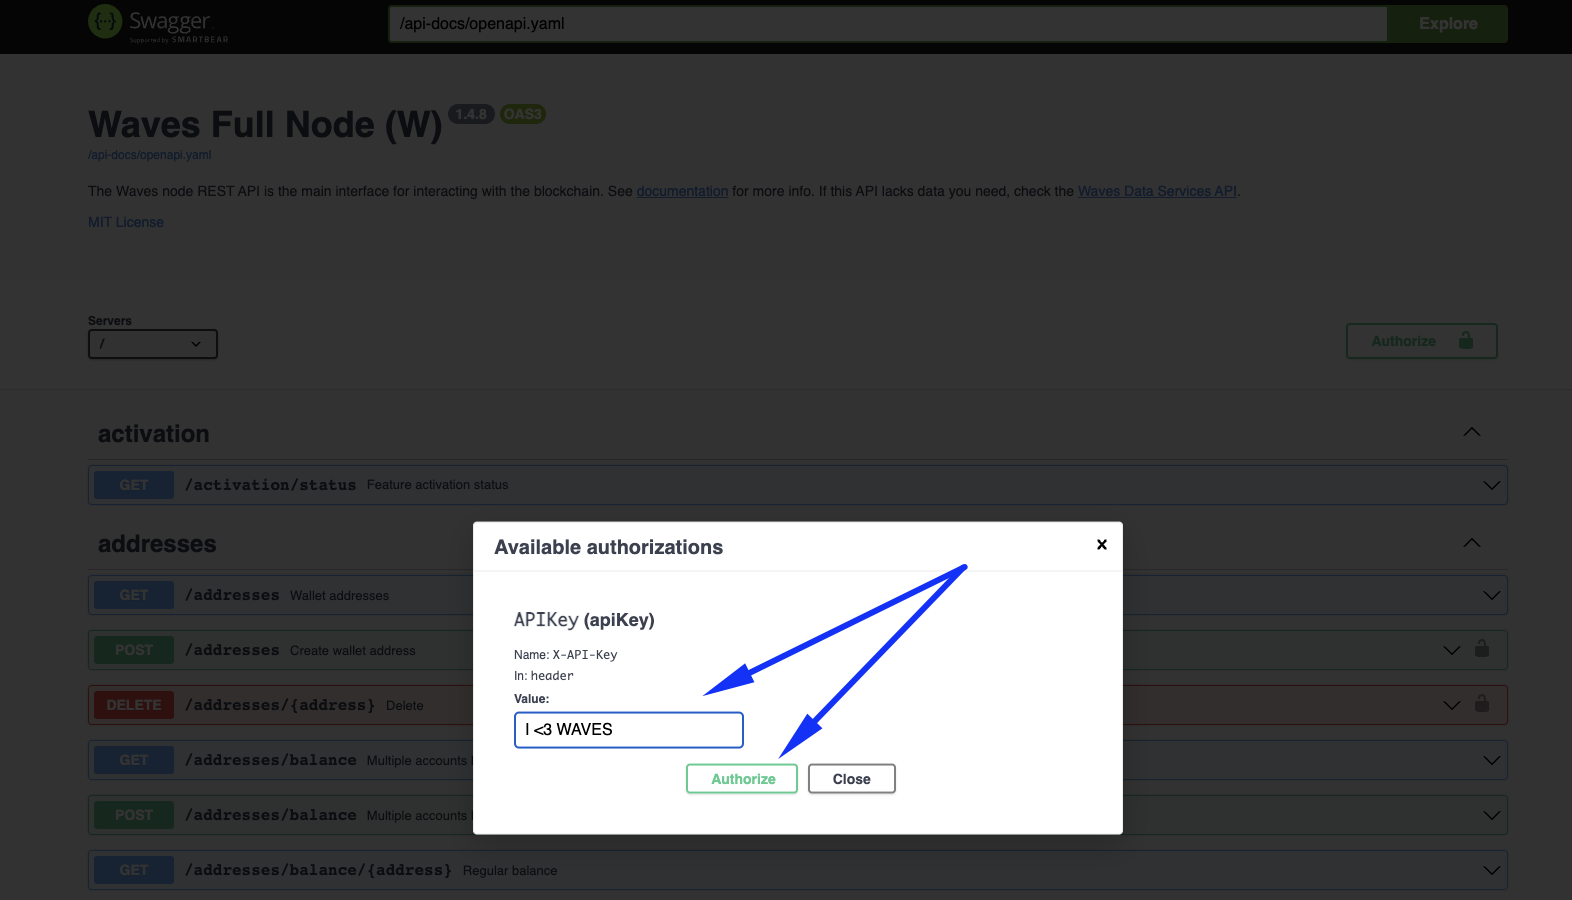 Swagger
Supported by SMARTBEAR
/api-docs/openapi.yaml
Explore
Waves Full Node (W) 1.4.8 OAS3
/api-docs/openapi.yaml
The Waves node REST API is the main interface for interacting with the blockchain. See documentation for more info. If this API lacks data you need, check the Waves Data Services API.
MIT License
Servers
/
Authorize
activation
GET /activation/status Feature activation status
addresses
GET /addresses Wallet addresses
POST /addresses Create wallet address
DELETE /addresses/{address} Delete
GET /addresses/balance Multiple accounts
POST /addresses/balance Multiple accounts
GET /addresses/balance/{address} Regular balance
Available authorizations
APIKey (apiKey)
Name: X-API-Key
In: header
Value:
I <3 WAVES
Authorize
Close